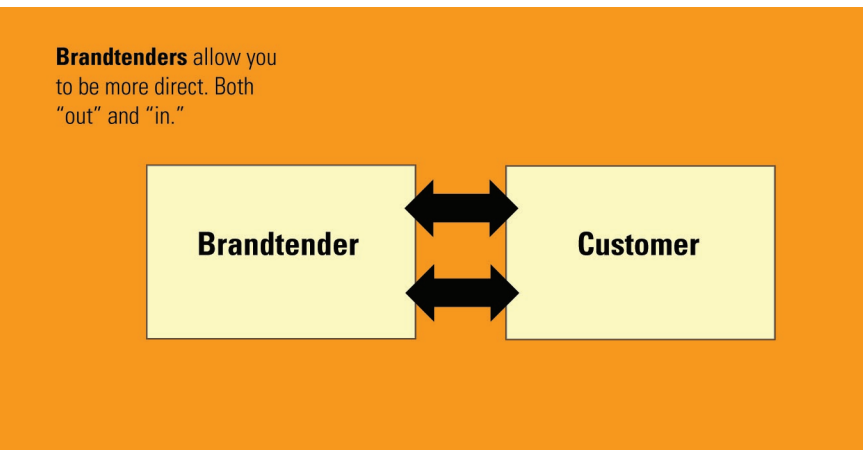 Brandtenders allow you
to be more direct. Both
“out” and “in.”
Brandtender
Customer